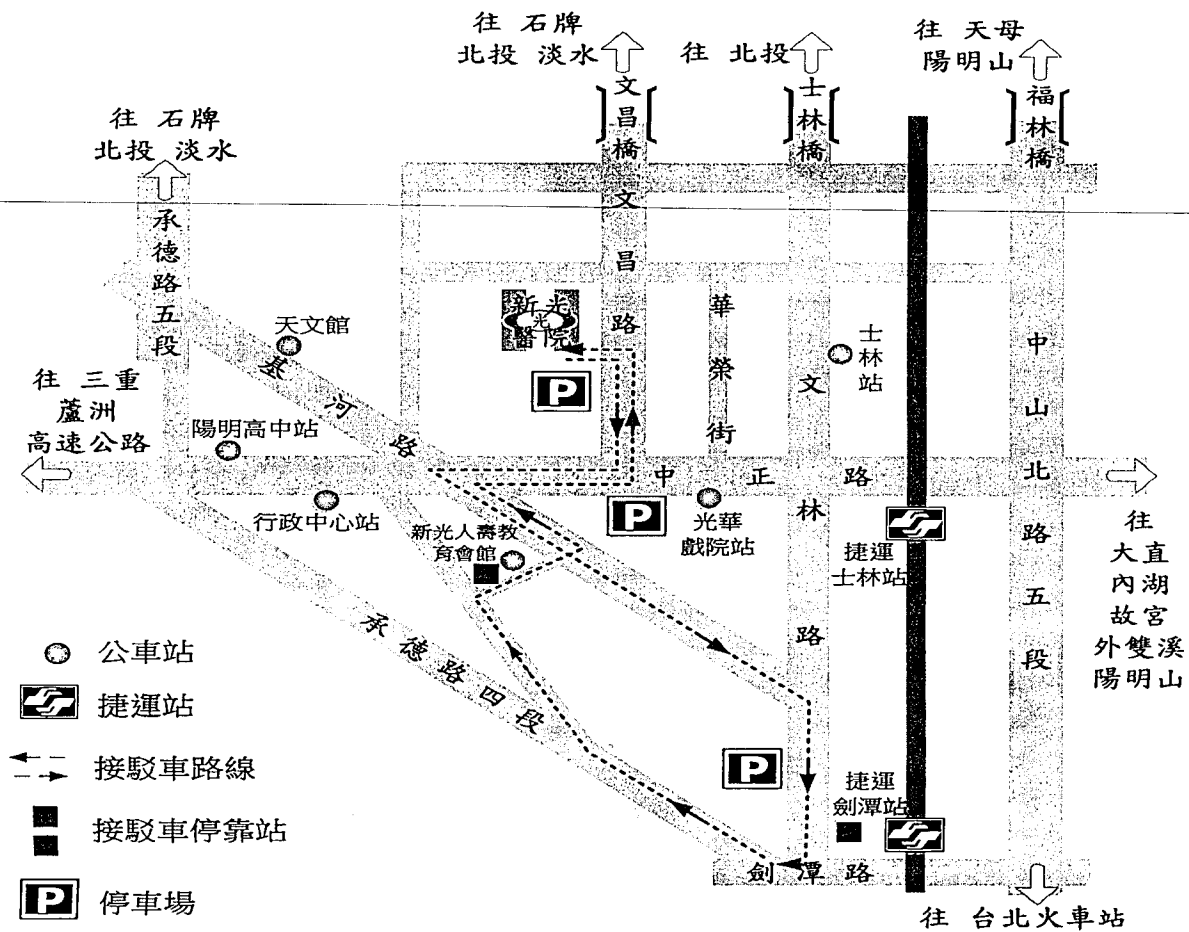 往 石牌
北投 淡水
往 北投
往 天母
陽明山
文昌橋
士林橋
福林橋
往 石牌
北投 淡水
承德路五段
文昌路
新光
光
醫院
華榮街
天文館
基河路
士林站
文林路
中山北路五段
往 三重
蘆洲
高速公路
陽明高中站
中正路
行政中心站
新光人壽教
育會館
P
P
光華
戲院站
捷運
士林站
往
大直
內湖
故宮
外雙溪
陽明山
承德路四段
P
捷運
劍潭站
劍潭路
往 台北火車站
公車站
捷運站
接駁車路線
接駁車停靠站
P 停車場